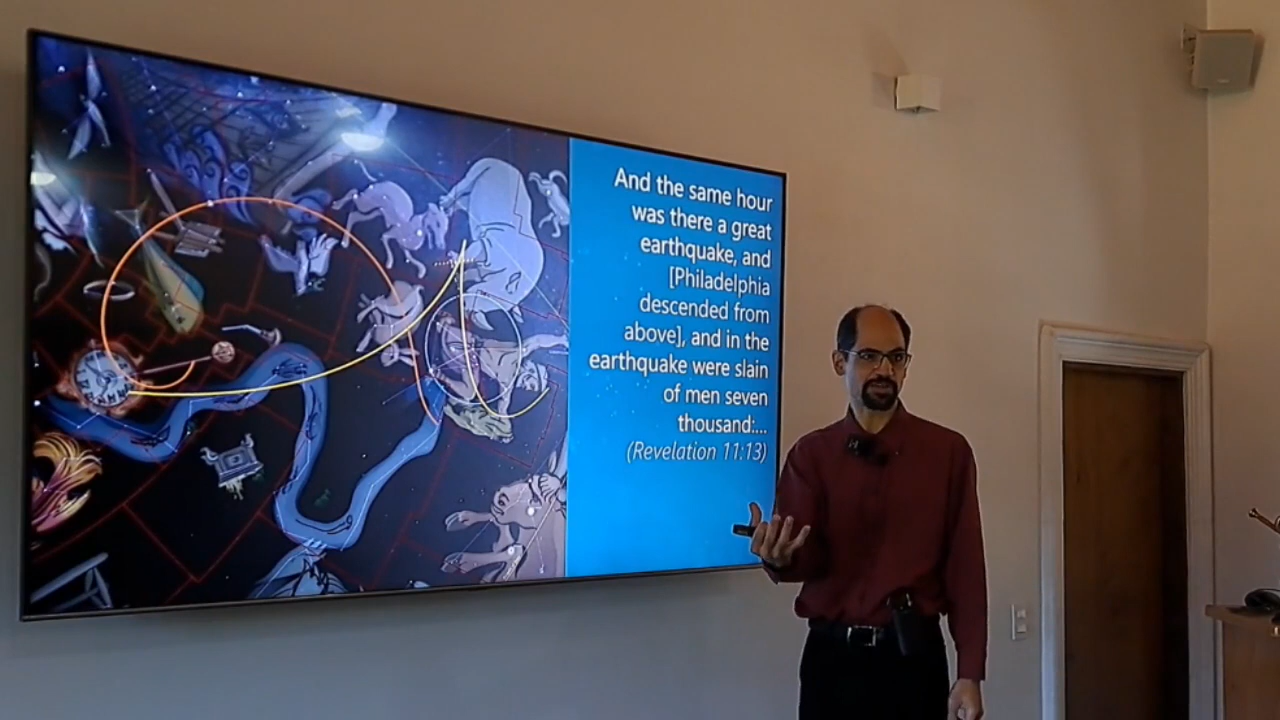 And the same hour
was there a great
earthquake, and
[Philadelphia
descended from
above], and in the
earthquake were slain
of men seven
thousand:...
(Revelation 11:13)